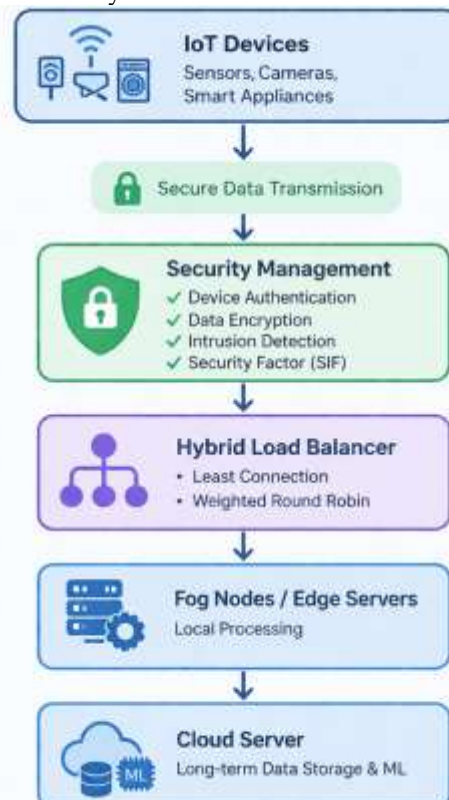 IoT Devices
Sensors, Cameras,
Smart Appliances
Secure Data Transmission
Security Management
✓ Device Authentication
✓ Data Encryption
✓ Intrusion Detection
✓ Security Factor (SIF)
Hybrid Load Balancer
• Least Connection
• Weighted Round Robin
Fog Nodes / Edge Servers
Local Processing
Cloud Server
ML
Long-term Data Storage & ML